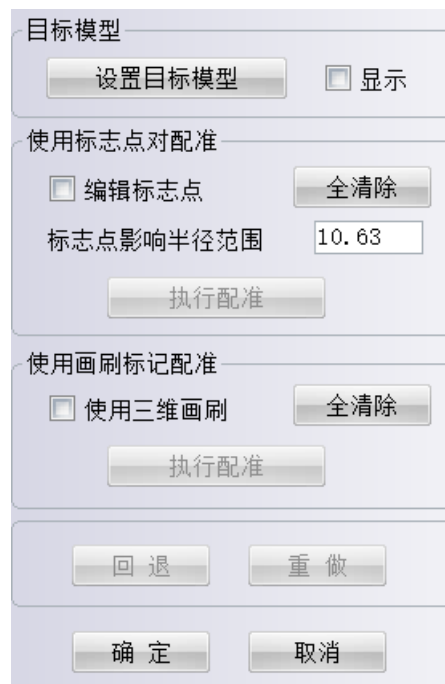 目标模型
设置目标模型 显示
使用标志点对配准
编辑标志点 全清除
标志点影响半径范围 10.63
执行配准
使用画刷标记配准
使用三维画刷 全清除
执行配准
回 退 重 做
确 定 取消